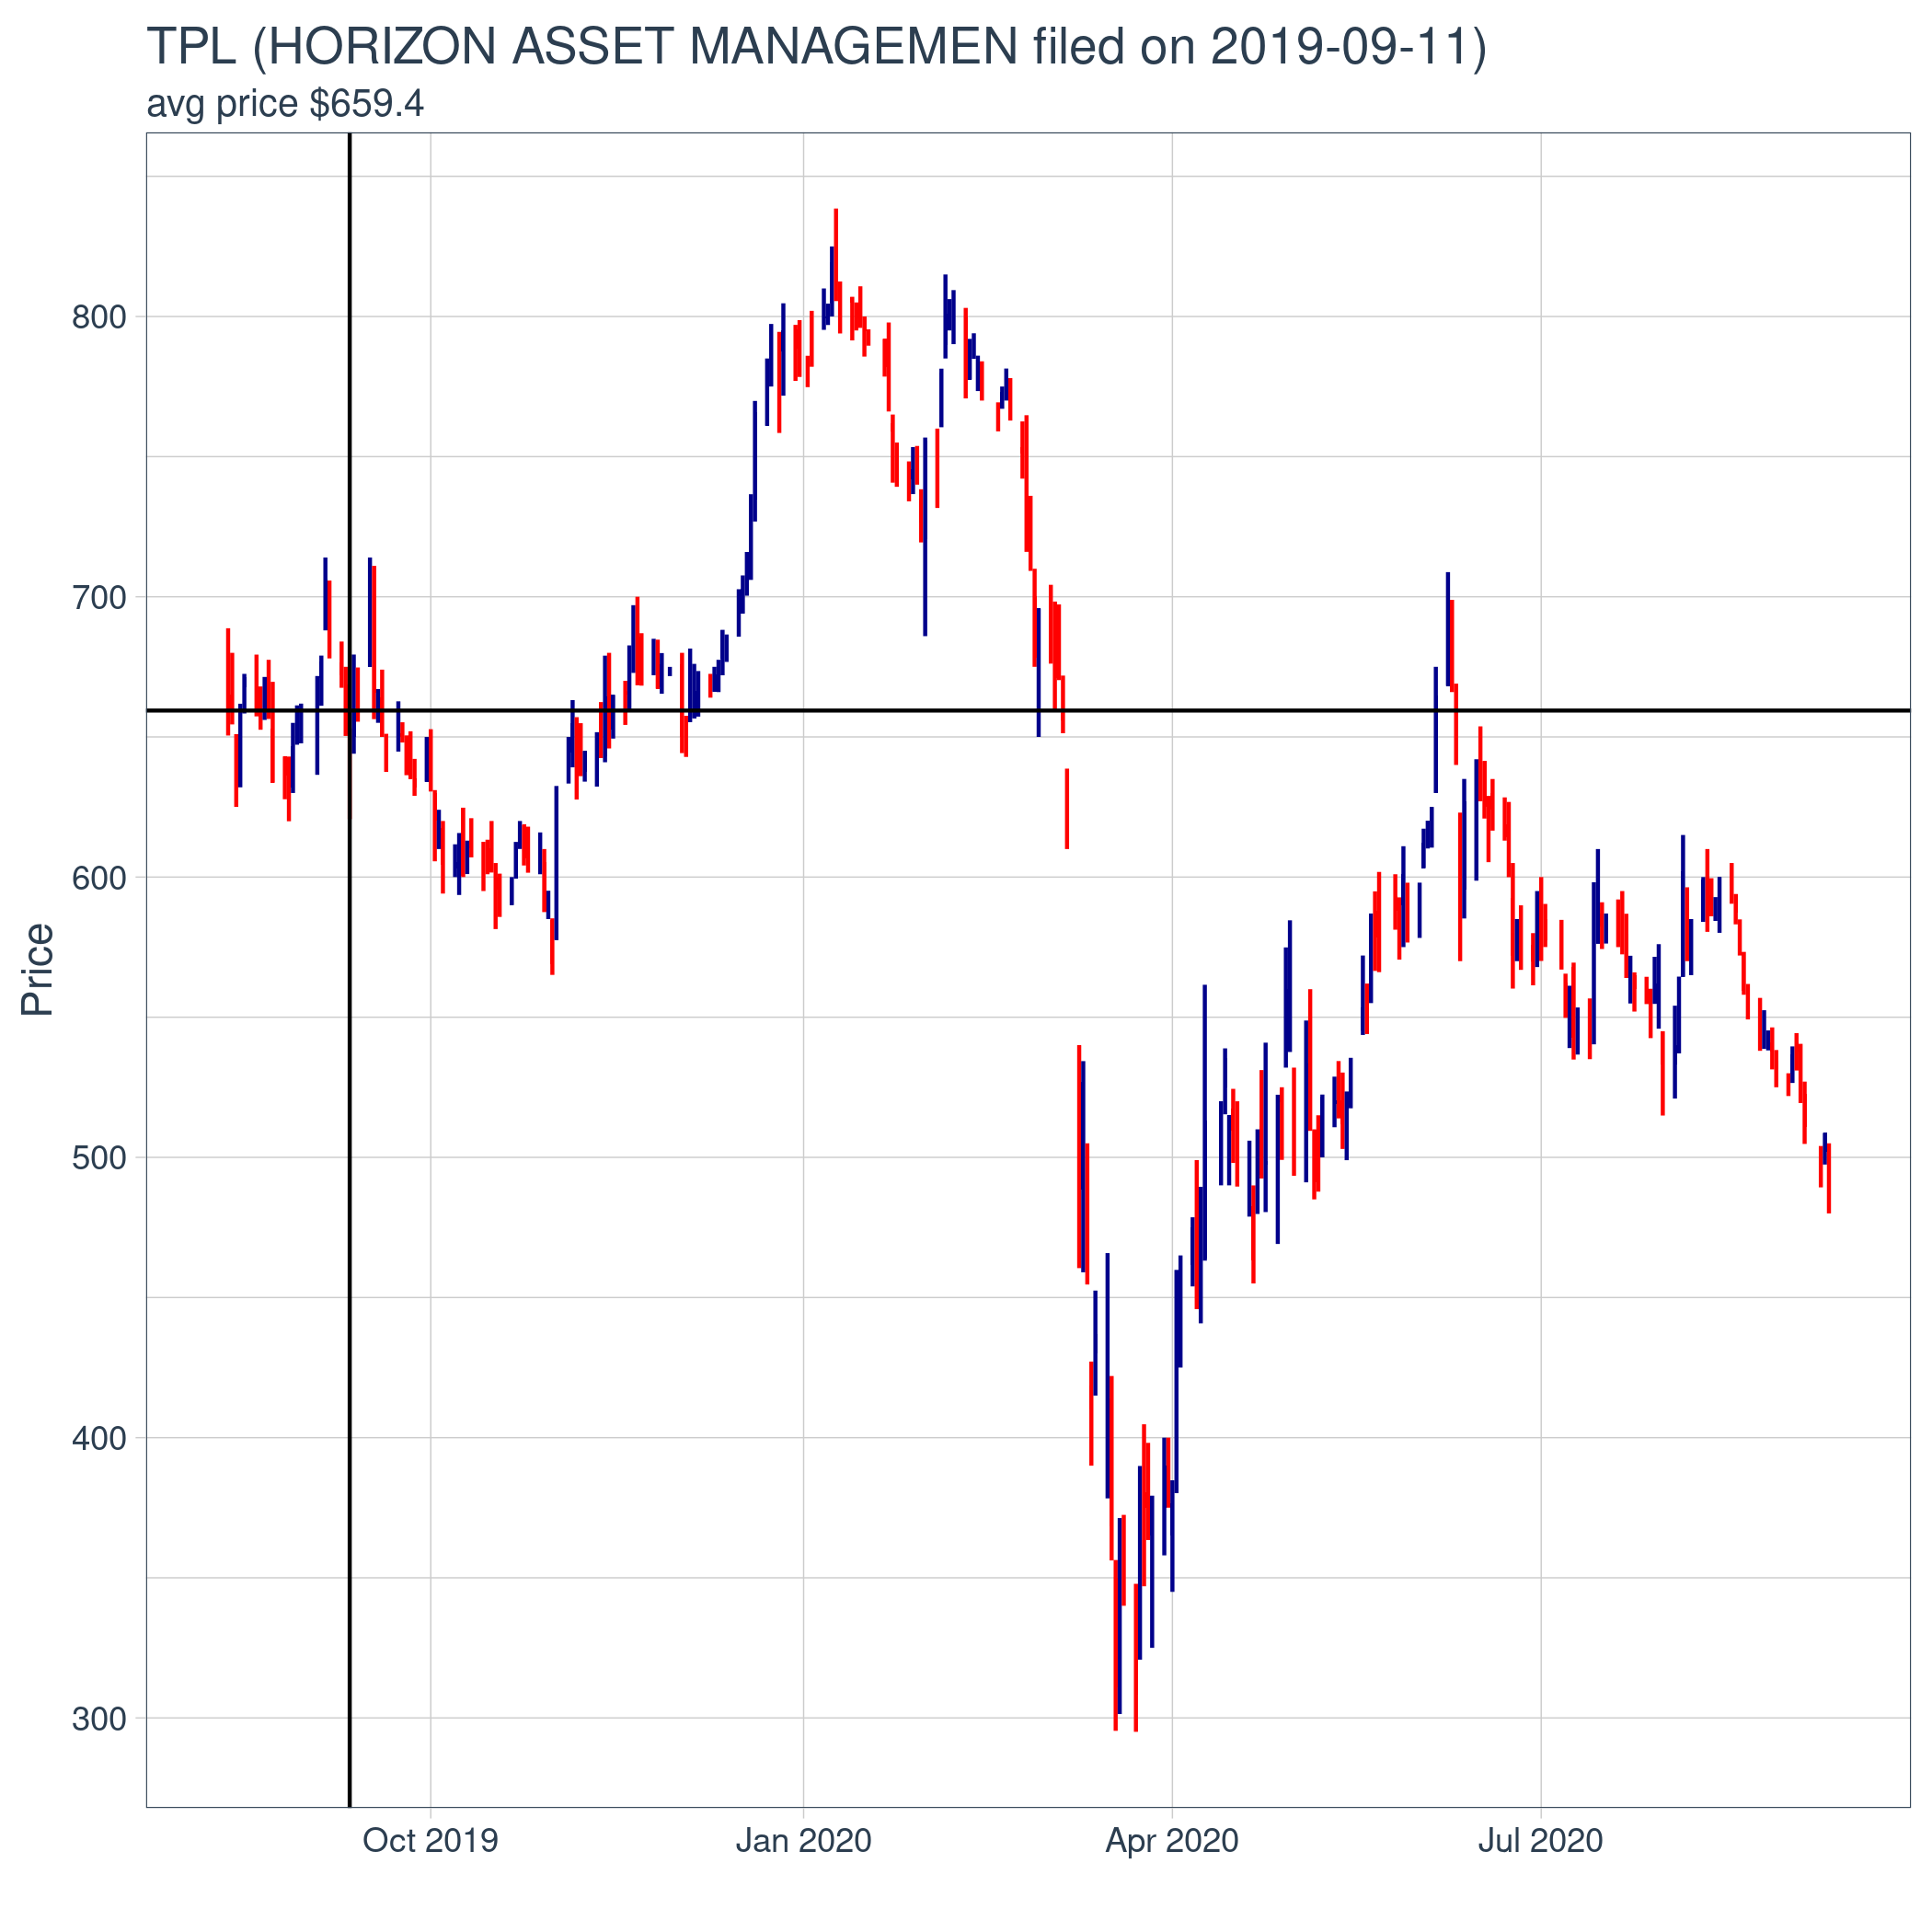 TPL (HORIZON ASSET MANAGEMEN filed on 2019-09-11)
avg price $659.4
800
700
600
500
400
300
Price
Oct 2019
Jan 2020
Apr 2020
Jul 2020